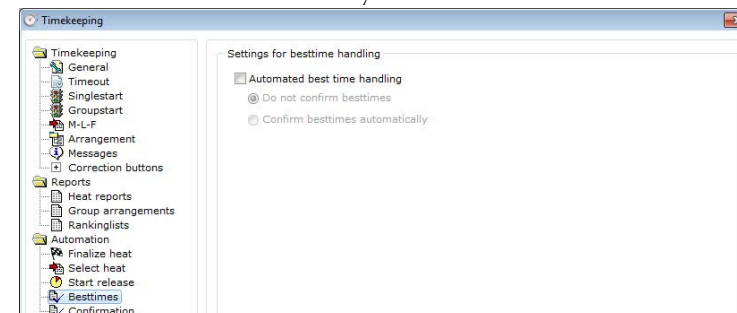 Timekeeping
Timekeeping
General
Timeout
Singlestart
Groupstart
M-L-F
Arrangement
Messages
Correction buttons
Reports
Heat reports
Group arrangements
Rankinglists
Automation
Finalize heat
Select heat
Start release
Besttimes
Confirmation
Settings for besttime handling
Automated best time handling
Do not confirm besttimes
Confirm besttimes automatically